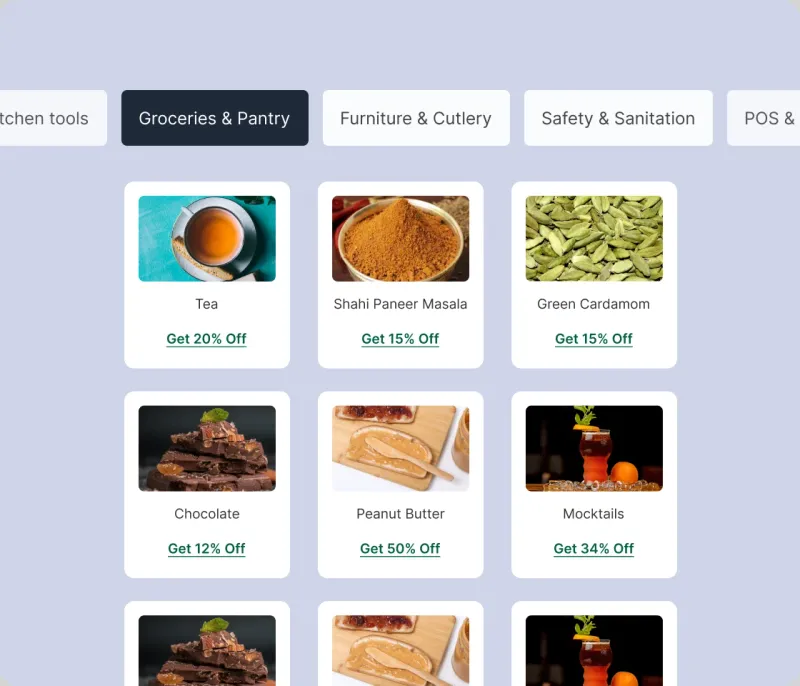 tchen tools
Groceries & Pantry
Furniture & Cutlery
Safety & Sanitation
POS &
Tea
Shahi Paneer Masala
Green Cardamom
Get 20% Off
Get 15% Off
Get 15% Off
Chocolate
Peanut Butter
Mocktails
Get 12% Off
Get 50% Off
Get 34% Off